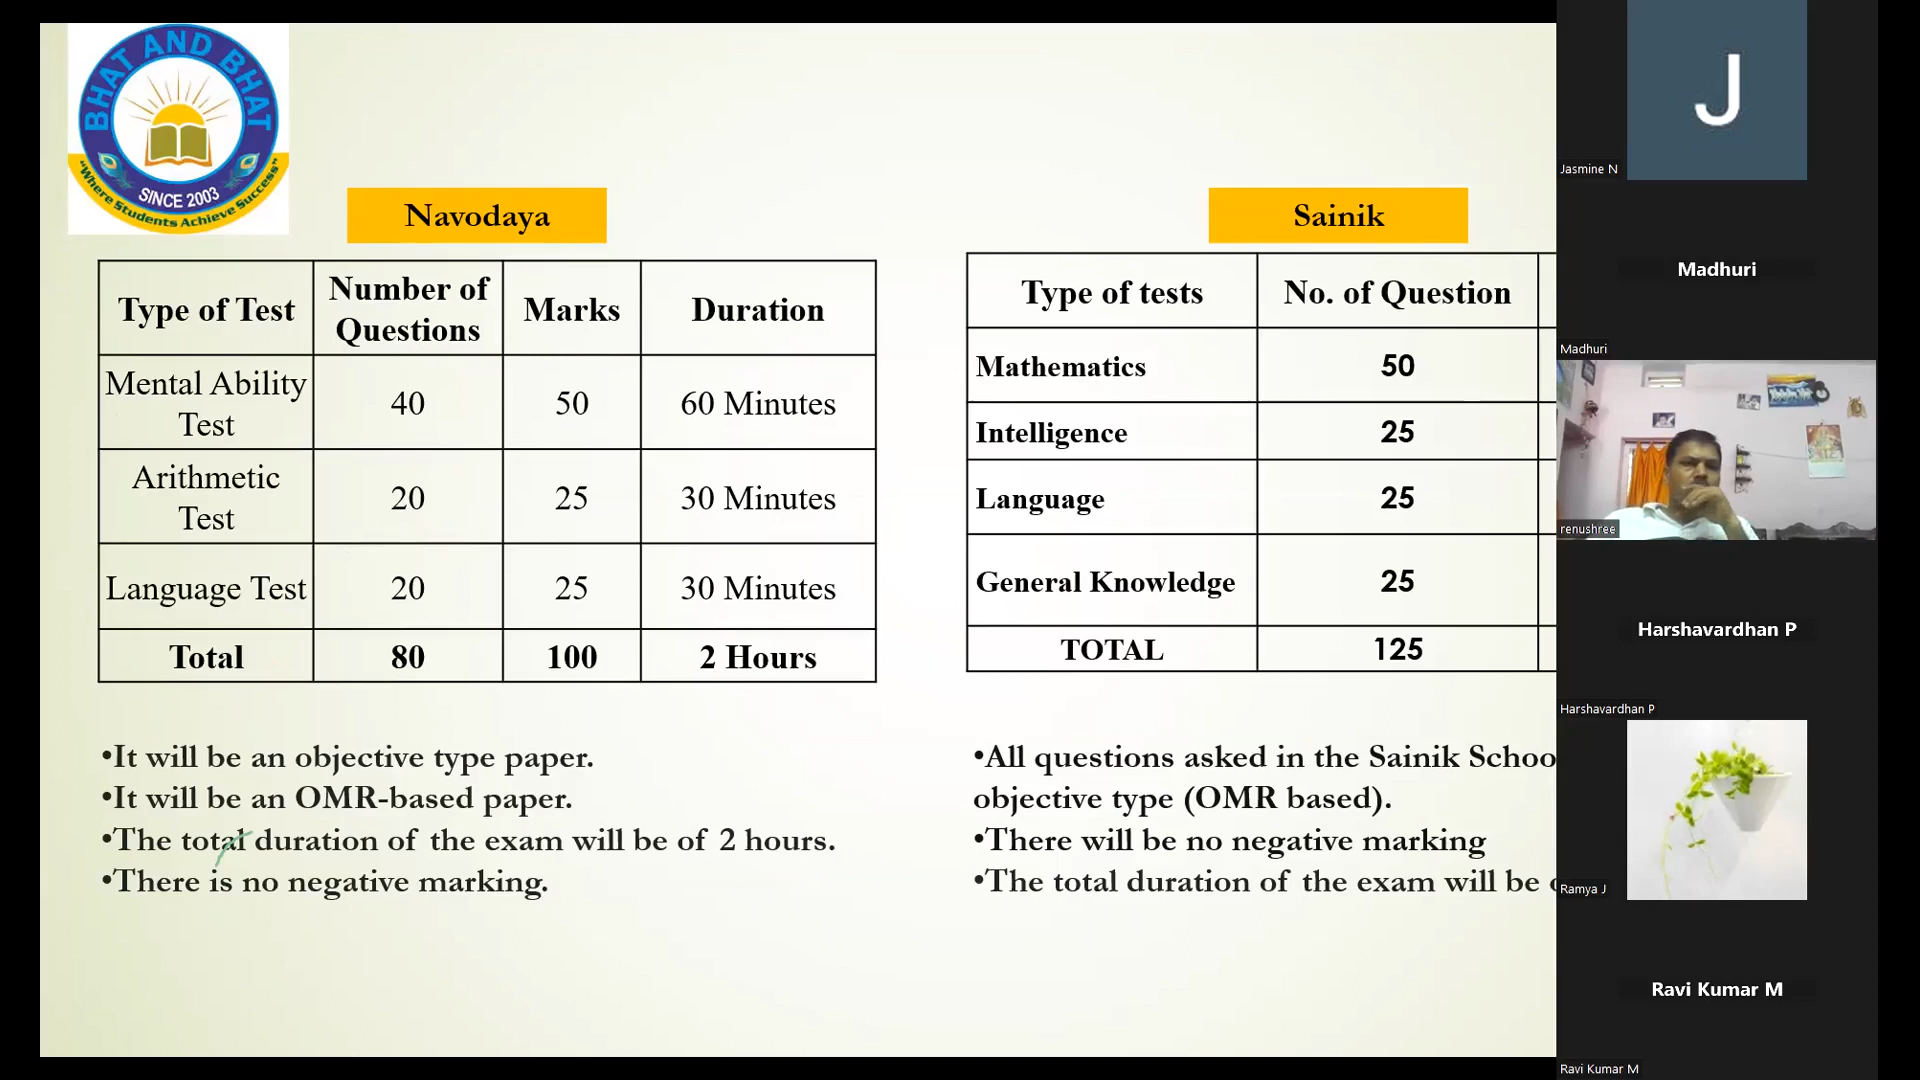 BHAT AND BHAT
SINCE 2003
"Where Students Achieve Success"
Navodaya
Type of Test Number of Questions Marks Duration
Mental Ability Test 40 50 60 Minutes
Arithmetic Test 20 25 30 Minutes
Language Test 20 25 30 Minutes
Total 80 100 2 Hours
•It will be an objective type paper.
•It will be an OMR-based paper.
•The total duration of the exam will be of 2 hours.
•There is no negative marking.
Sainik
Type of tests No. of Question
Mathematics 50
Intelligence 25
Language 25
General Knowledge 25
TOTAL 125
•All questions asked in the Sainik Schoo
objective type (OMR based).
•There will be no negative marking
•The total duration of the exam will be
J
Jasmine N
Madhuri
Madhuri
renushree
Harshavardhan P
Harshavardhan P
Ramya J
Ravi Kumar M
Ravi Kumar M